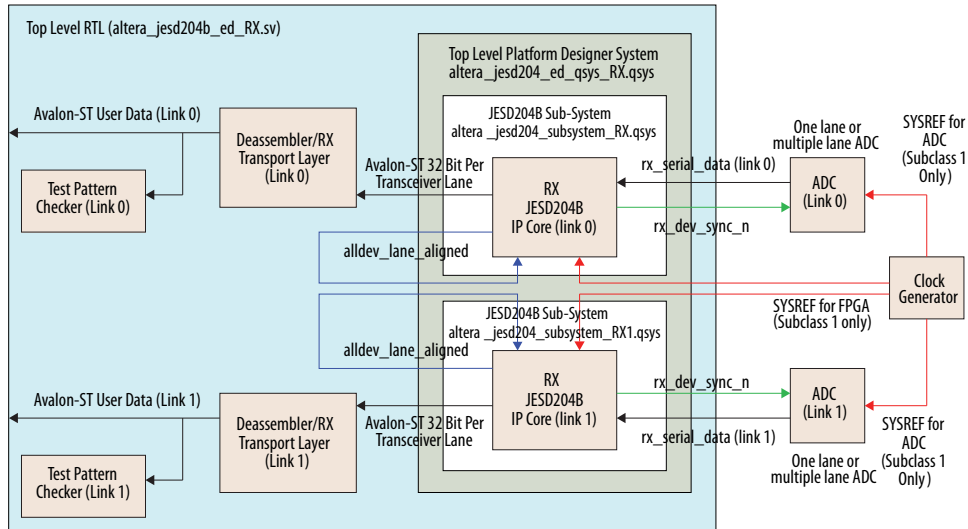 Top Level RTL (altera_jesd204b_ed_RX.sv)
Top Level Platform Designer System
altera_jesd204_ed_qsys_RX.qsys
JESD204B Sub-System
altera _jesd204_subsystem_RX.qsys
Avalon-ST User Data (Link 0)
Deassembler/RX
Transport Layer
(Link 0)
Test Pattern
Checker (Link 0)
Avalon-ST 32 Bit Per
Transceiver Lane
RX
JESD204B
IP Core (link 0)
rx_serial_data (link 0)
rx_dev_sync_n
One lane or
multiple lane ADC
ADC
(Link 0)
SYSREF for
ADC
(Subclass 1
Only)
alldev_lane_aligned
Clock
Generator
SYSREF for FPGA
(Subclass 1 only)
JESD204B Sub-System
altera _jesd204_subsystem_RX1.qsys
alldev_lane_aligned
RX
JESD204B
IP Core (link 1)
rx_dev_sync_n
rx_serial_data (link 1)
ADC
(Link 1)
One lane or
multiple lane ADC
SYSREF for
ADC
(Subclass 1
Only)
Avalon-ST User Data (Link 1)
Deassembler/RX
Transport Layer
(Link 1)
Avalon-ST 32 Bit Per
Transceiver Lane
Test Pattern
Checker (Link 1)